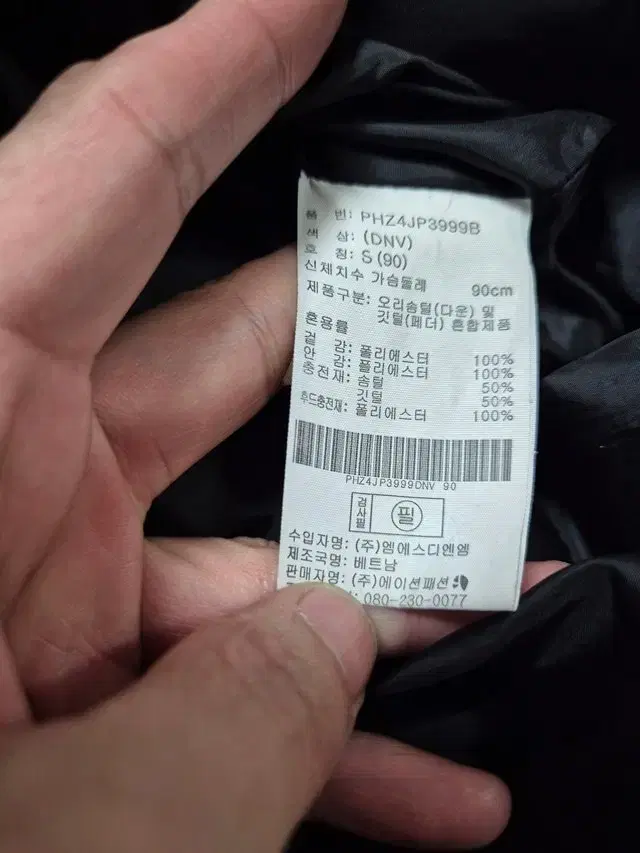 품 번: PHZ4JP3999B
색 상: (DNV)
호 칭: S (90)
신체치수 가슴둘레 90cm
제품구분: 오리솜털(다운) 및
깃털(페더) 혼합제품
혼용률
겉 감: 폴리에스터 100%
안 감: 폴리에스터 100%
충전재: 솜털 50%
깃털 50%
후드충전재: 폴리에스터 100%
PHZ4JP3999DNV 90
검사필 필
수입자명: (주)엠에스디엔엠
제조국명: 베트남
판매자명: (주)에이션패션
: 080-230-0077